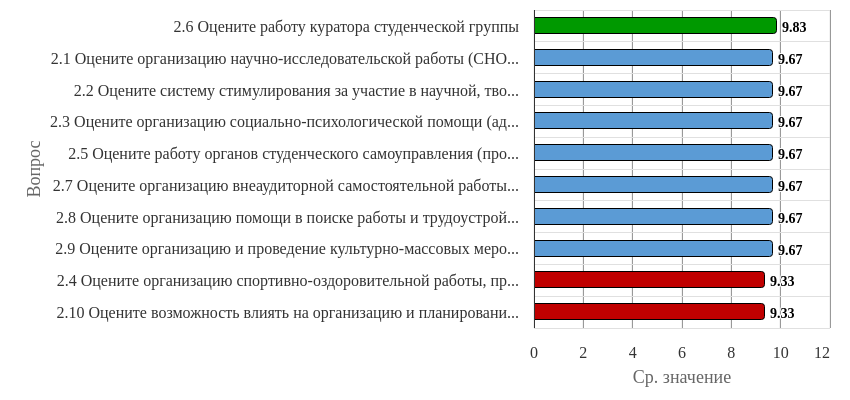 2.6 Оцените работу куратора студенческой группы 9.83
2.1 Оцените организацию научно-исследовательской работы (СНО... 9.67
2.2 Оцените систему стимулирования за участие в научной, тво... 9.67
2.3 Оцените организацию социально-психологической помощи (ад... 9.67
2.5 Оцените работу органов студенческого самоуправления (про... 9.67
2.7 Оцените организацию внеаудиторной самостоятельной работы... 9.67
2.8 Оцените организацию помощи в поиске работы и трудоустрой... 9.67
2.9 Оцените организацию и проведение культурно-массовых меро... 9.67
2.4 Оцените организацию спортивно-оздоровительной работы, пр... 9.33
2.10 Оцените возможность влиять на организацию и планировани... 9.33
Вопрос
0 2 4 6 8 10 12
Ср. значение